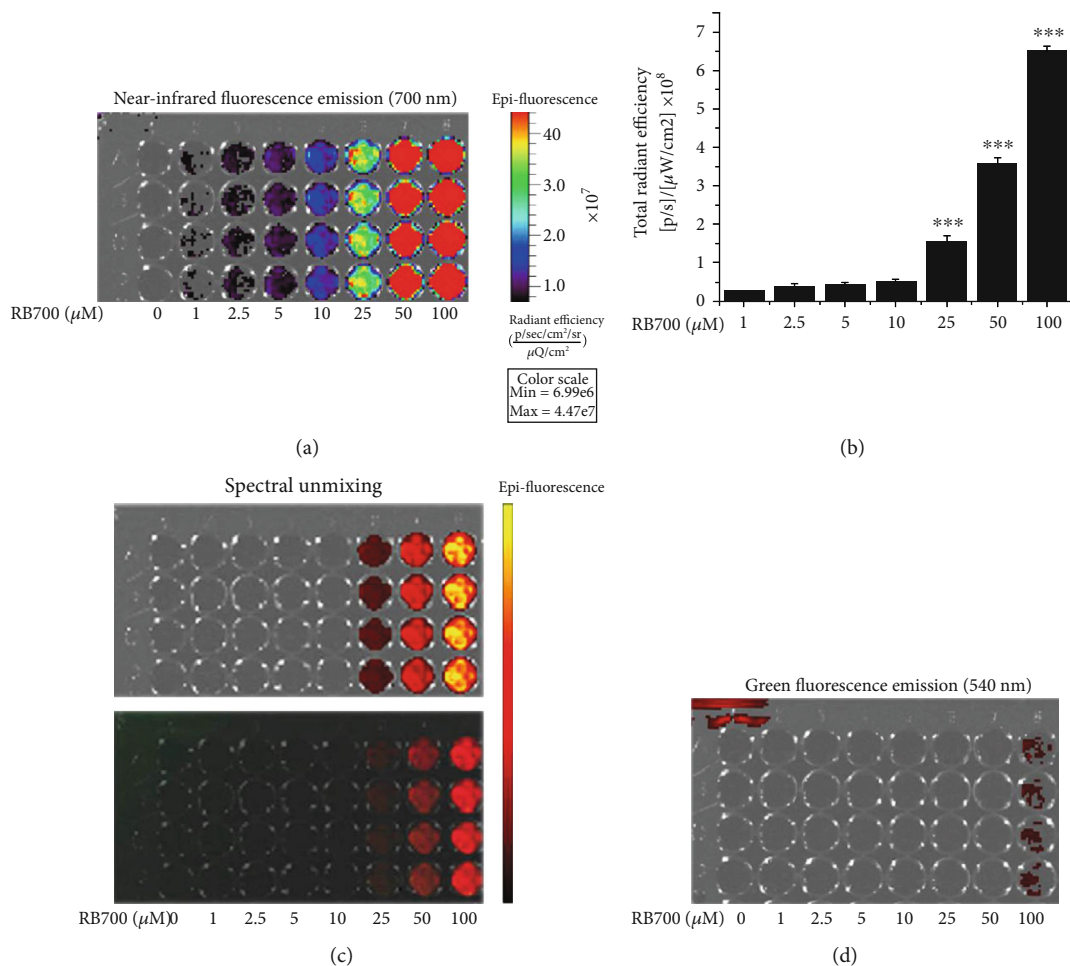 Near-infrared fluorescence emission (700 nm)
Epi-fluorescence
40
3.0
2.0
1.0
×10⁷
RB700 (μM) 0 1 2.5 5 10 25 50 100
Radiant efficiency
(p/sec/cm²/sr
μQ/cm²)
Color scale
Min = 6.99e6
Max = 4.47e7
(a)
Total radiant efficiency
[p/s]/[μW/cm2] ×10⁸
7
6
5
4
3
2
1
0
***
***
***
RB700 (μM) 1 2.5 5 10 25 50 100
(b)
Spectral unmixing
Epi-fluorescence
RB700 (μM) 0 1 2.5 5 10 25 50 100
(c)
Green fluorescence emission (540 nm)
RB700 (μM) 0 1 2.5 5 10 25 50 100
(d)